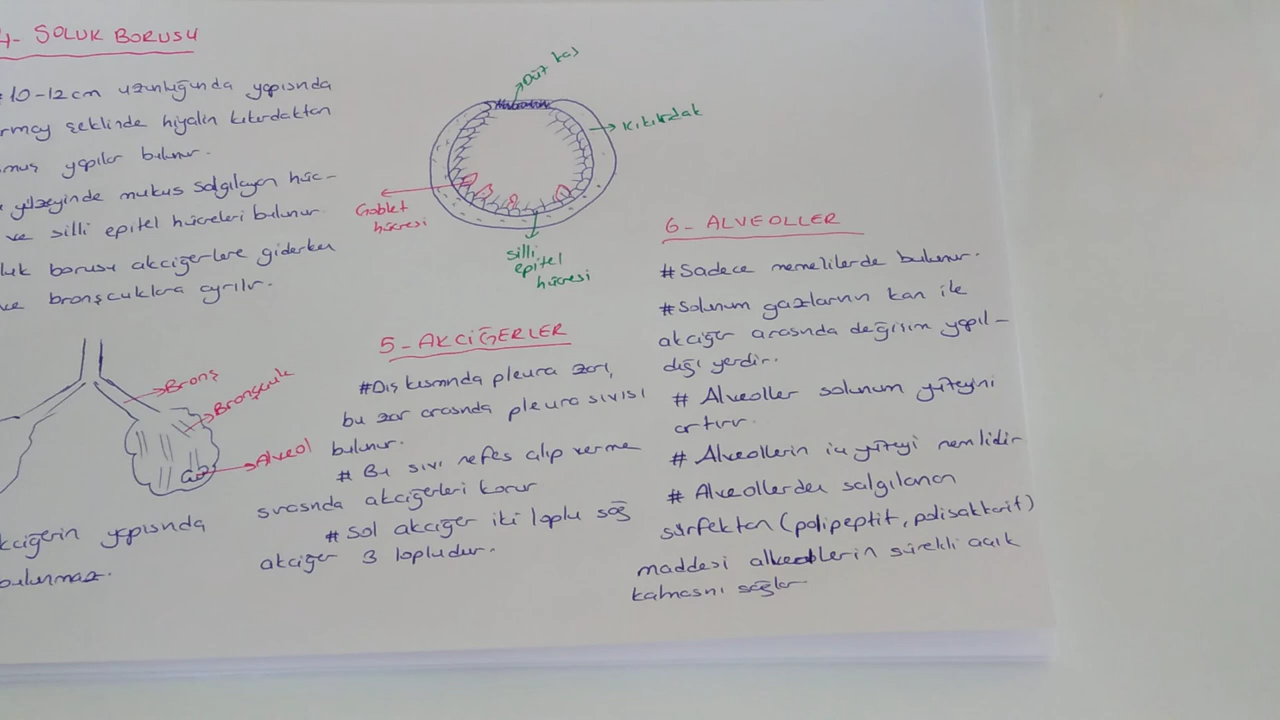 4- SOLUK BORUSU
# 10-12 cm uzunluğunda yapısında
şeklinde hiyalin kıkırdaktan
yapılar bulunur.
yüzeyinde mukus salgılayan hüc-
ve silli epitel hücreleri bulunur
borusu akciğerlere giderken
ve bronşcuklara ayrılır.
Düz kas
Kıkırdak
Goblet
hücresi
silli
epitel
hücresi
Bronş
Bronşcuk
Alveol
yapısında
bulunmaz.
5- AKCİĞERLER
#Dış kısmında pleura zarı,
bu zar arasında pleura sıvısı
bulunur.
# Bu sıvı nefes alıp verme
sırasında akciğerleri korur
# Sol akciğer iki loplu sağ
akciğer 3 lopludur.
6- ALVEOLLER
#Sadece memelilerde bulunur.
#Solunum gazlarının kan ile
akciğer arasında değişim yapıl-
dığı yerdir.
# Alveoller solunum yüzeyini
artırır.
# Alveollerin iç yüzeyi nemlidir
# Alveollerden salgılanan
sürfektan (polipeptit, polisakkarit)
maddesi alveollerin sürekli açık
kalmasını sağlar